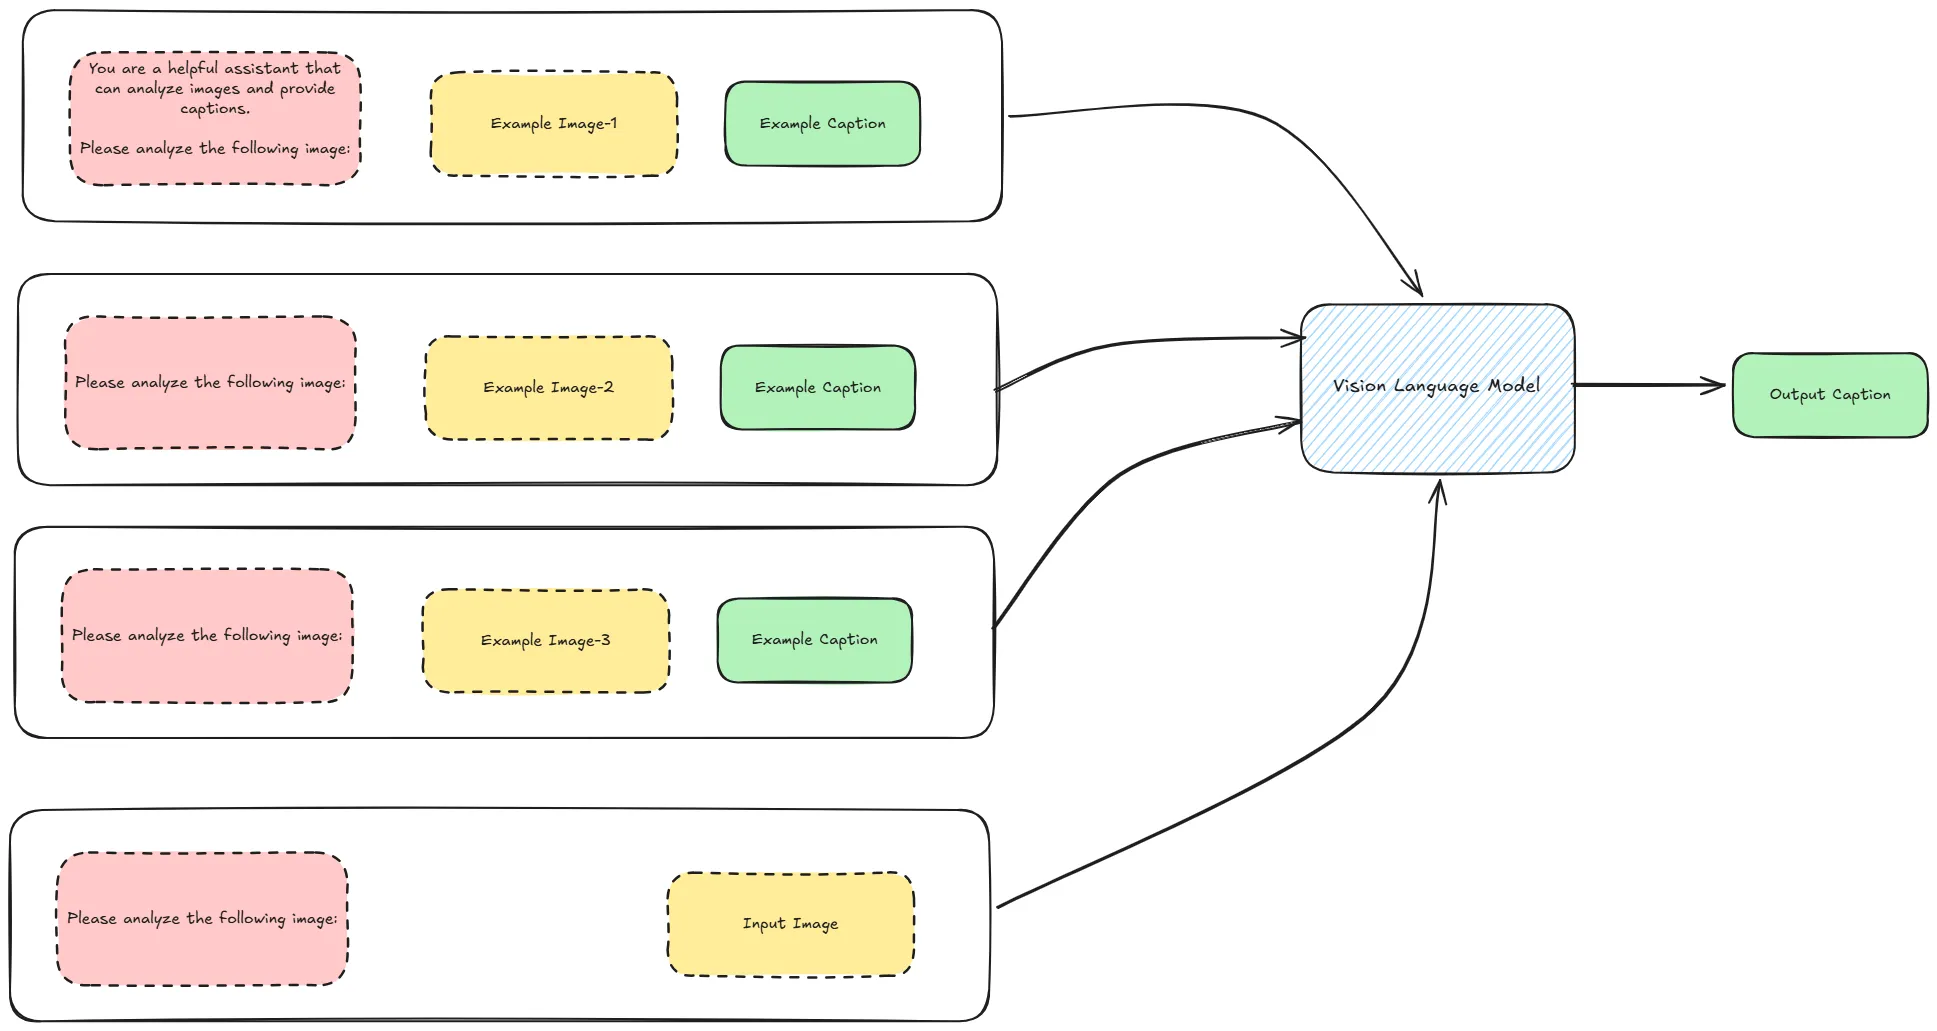 You are a helpful assistant that
can analyze images and provide
captions.
Please analyze the following image:
Example Image-1
Example Caption
Please analyze the following image:
Example Image-2
Example Caption
Vision Language Model
Output Caption
Please analyze the following image:
Example Image-3
Example Caption
Please analyze the following image:
Input Image